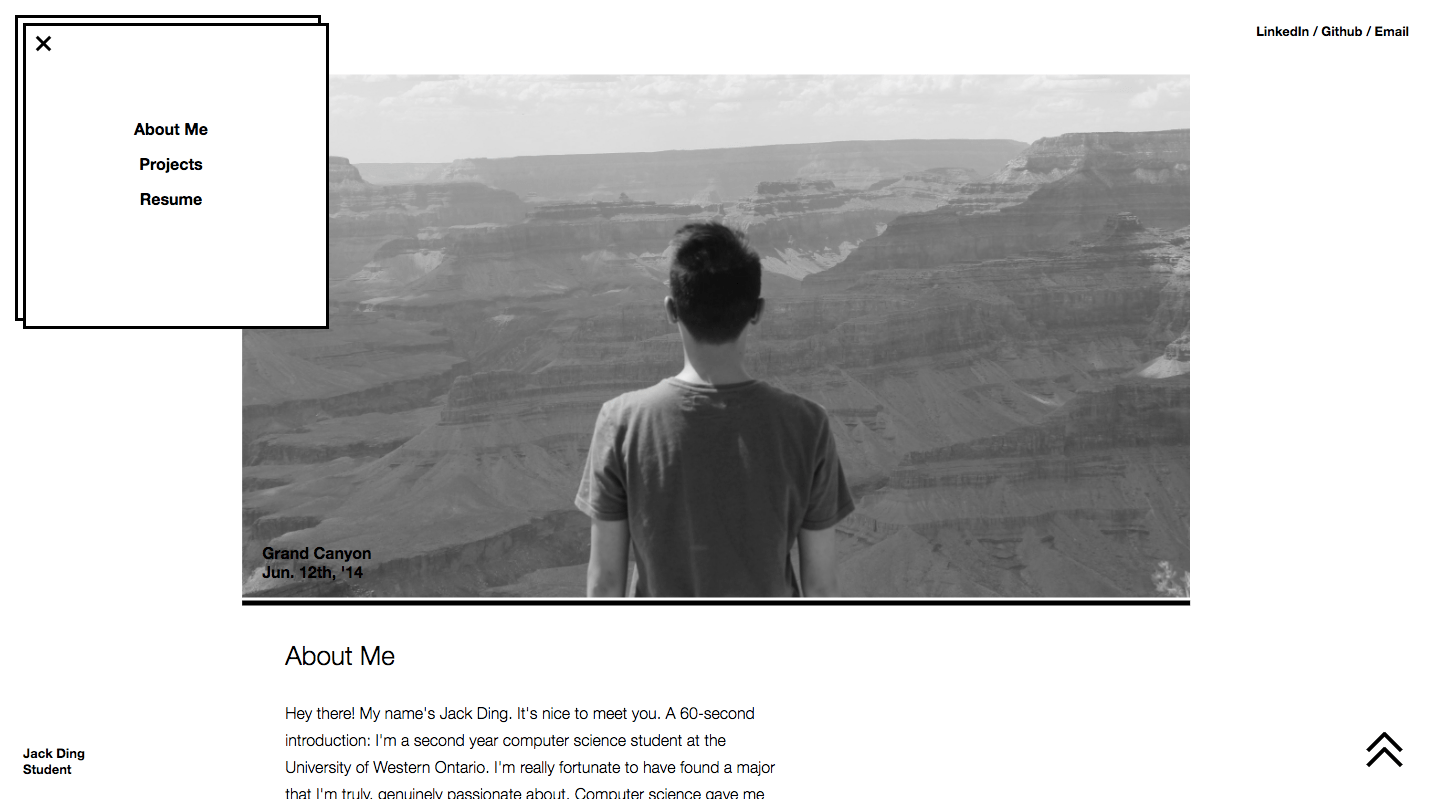 LinkedIn / Github / Email
About Me
Projects
Resume
Grand Canyon
Jun. 12th, '14
About Me
Hey there! My name's Jack Ding. It's nice to meet you. A 60-second
introduction: I'm a second year computer science student at the
University of Western Ontario. I'm really fortunate to have found a major
that I'm truly, genuinely passionate about. Computer science gave me
Jack Ding
Student